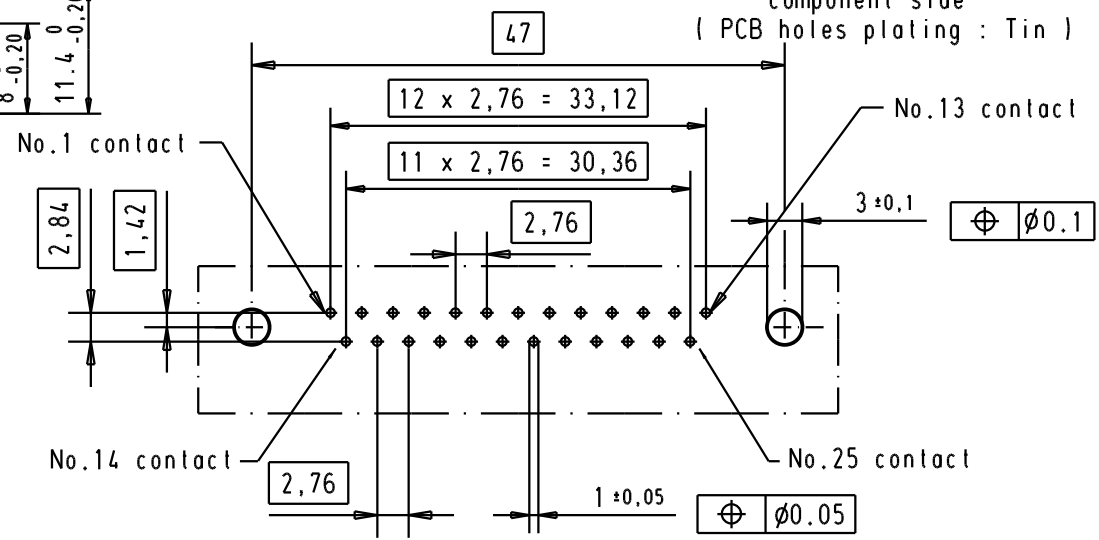 component side
( PCB holes plating : Tin )
8 -0,20
11.4 0 -0,20
47
12 x 2,76 = 33,12
No.13 contact
No.1 contact
11 x 2,76 = 30,36
2,84
1,42
2,76
3 ±0,1
⌖ Ø0.1
No.14 contact
No.25 contact
2,76
1 ±0,05
⌖ Ø0.05